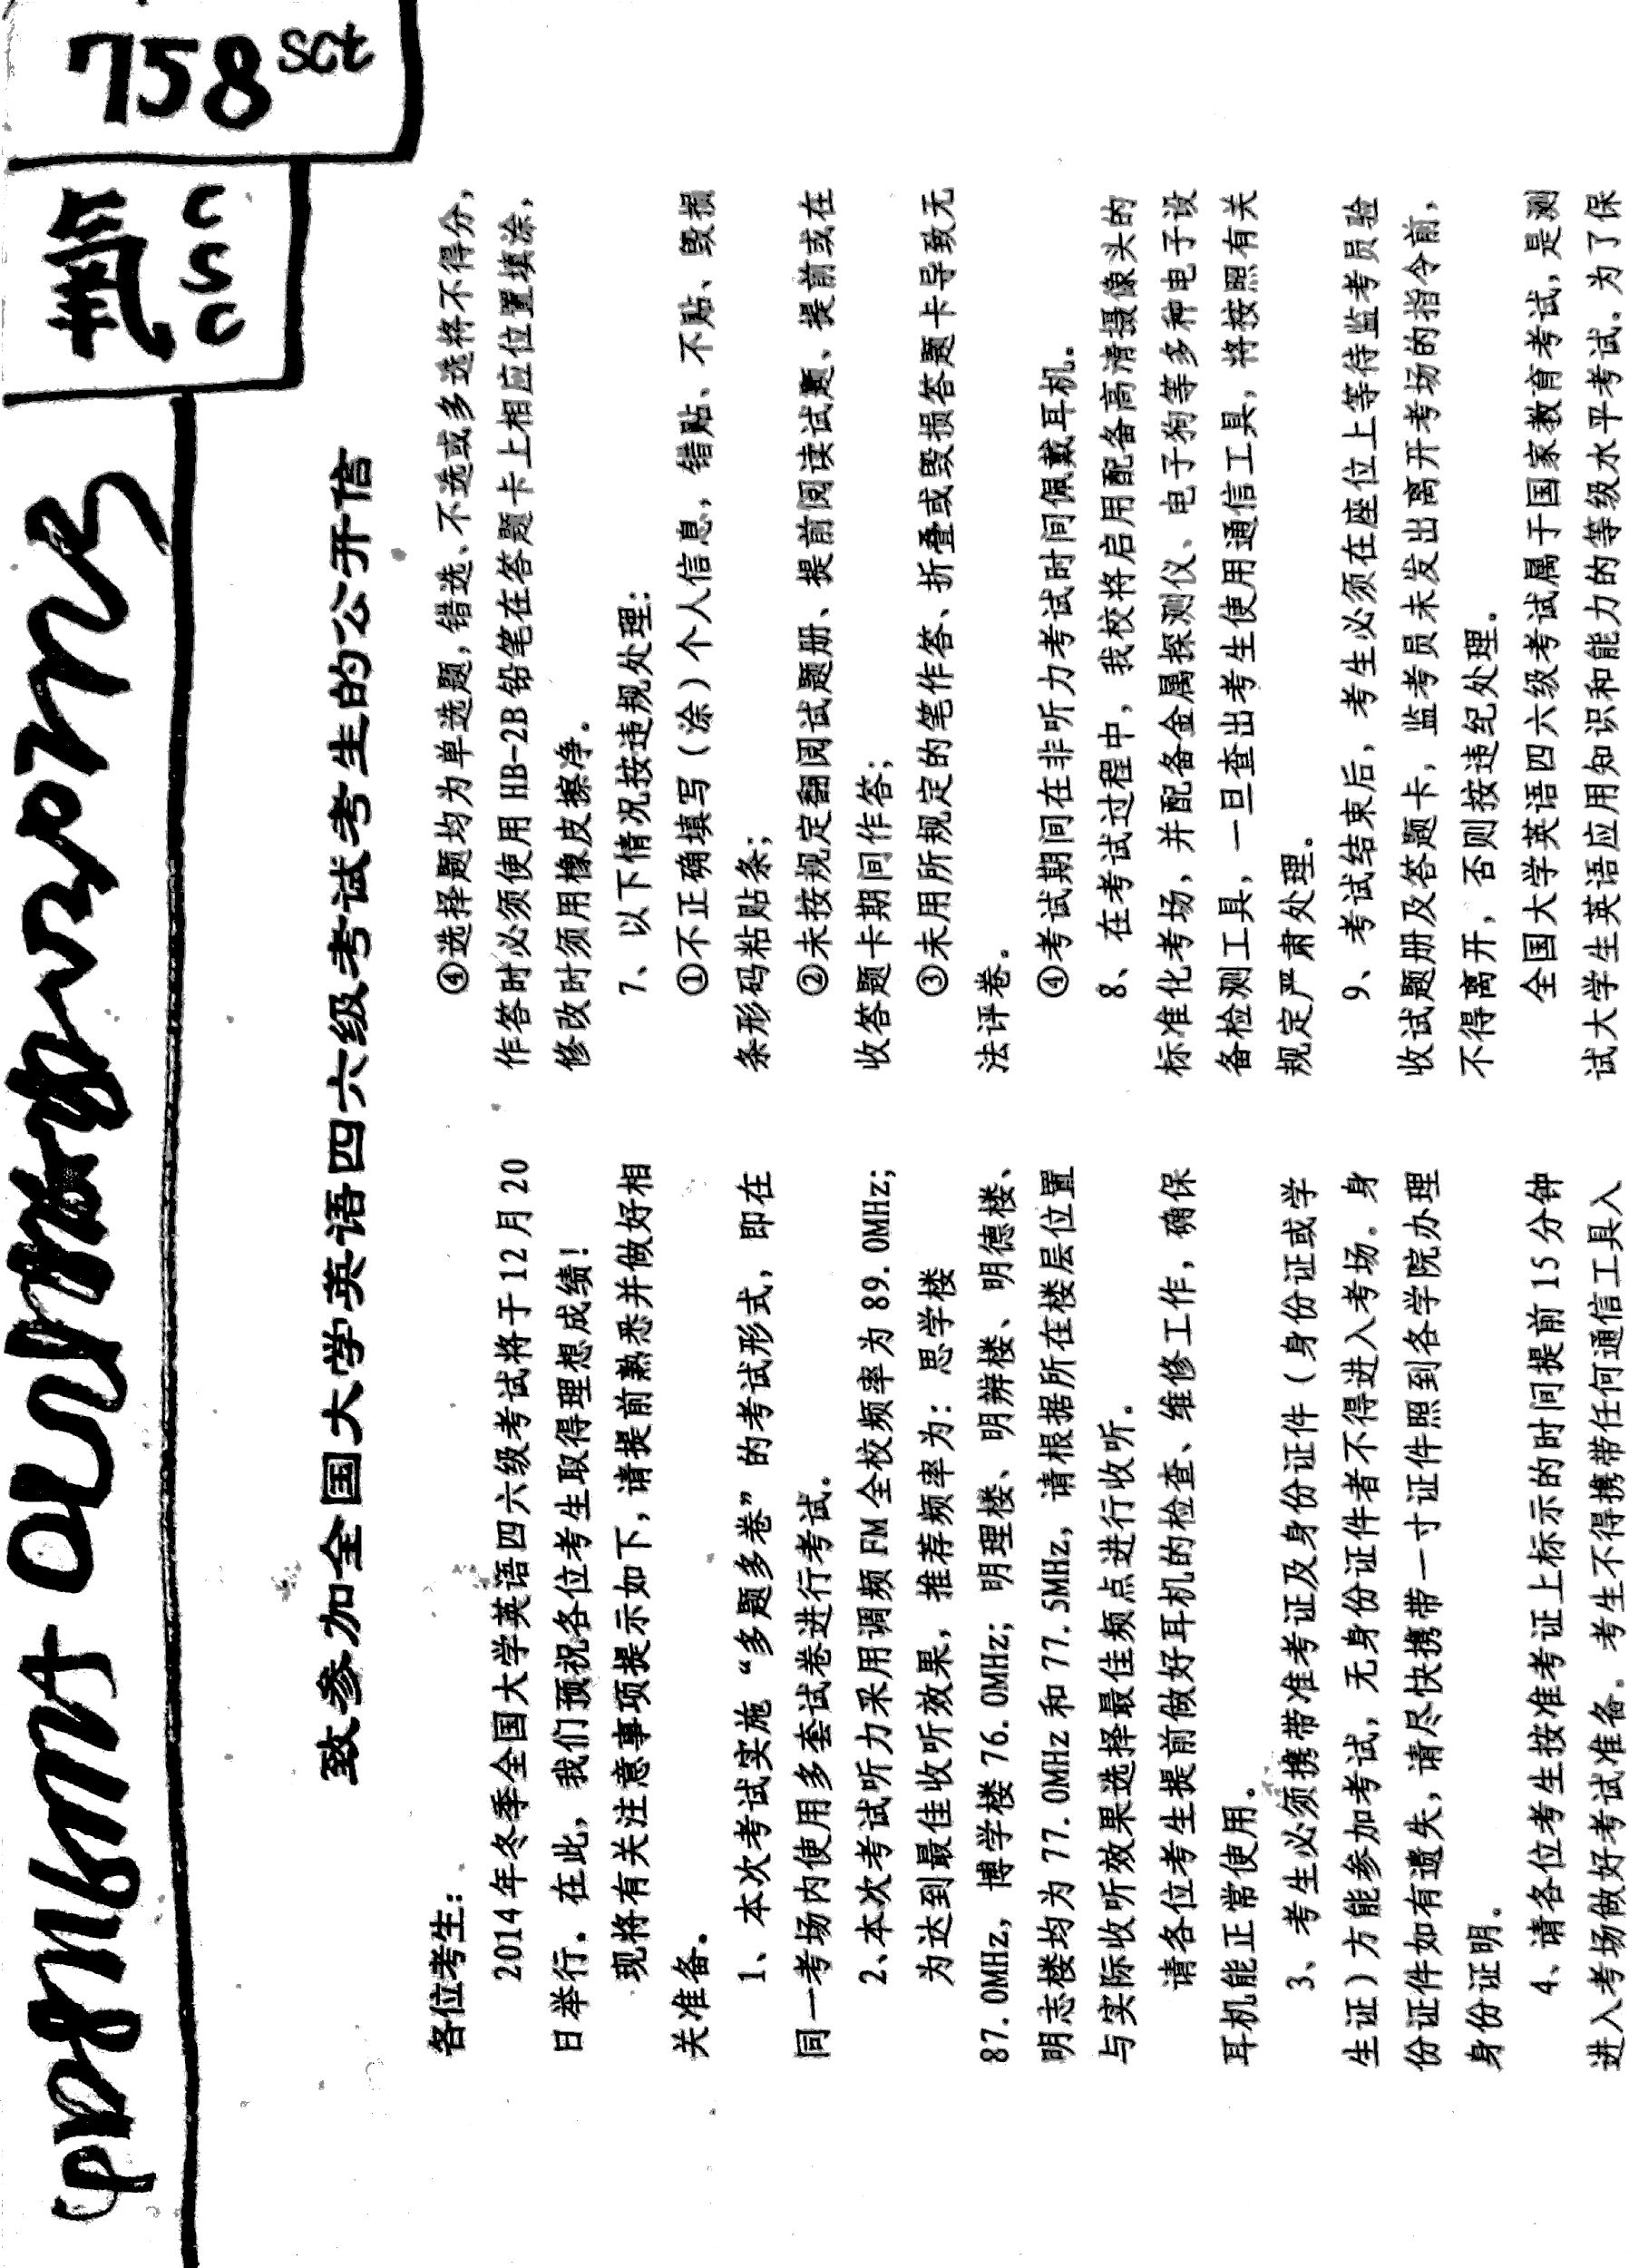 758 sct
氣
CSC
致参加全国大学英语四六级考试考生的公开信
各位考生：
2014年冬季全国大学英语四六级考试将于12月20
日举行。在此，我们预祝各位考生取得理想成绩！
现将有关注意事项提示如下，请提前熟悉并做好相
关准备。
1、本次考试实施“多题多卷”的考试形式，即在
同一考场内使用多套试卷进行考试。
2、本次考试听力采用调频FM全校频率为89.0MHz；
为达到最佳收听效果，推荐频率为：思学楼
87.0MHz，博学楼76.0MHz；明理楼、明辨楼、明德楼、
明志楼均为77.0MHz和77.5MHz，请根据所在楼层位置
与实际收听效果选择最佳频点进行收听。
请各位考生提前做好耳机的检查、维修工作，确保
耳机能正常使用。
3、考生必须携带准考证及身份证件（身份证或学
生证）方能参加考试，无身份证件者不得进入考场。身
份证件如有遗失，请尽快携带一寸证件照到各学院办理
身份证明。
4、请各位考生按准考证上标示的时间提前15分钟
进入考场做好考试准备。考生不得携带任何通信工具入
④选择题均为单选题，错选、不选或多选将不得分，
作答时必须使用HB-2B铅笔在答题卡上相应位置填涂，
修改时须用橡皮擦净。
7、以下情况按违规处理：
①不正确填写（涂）个人信息，错贴、不贴、毁损
条形码粘贴条；
②未按规定翻阅试题册、提前阅读试题、提前或在
收答题卡期间作答；
③未用所规定的笔作答、折叠或毁损答题卡导致无
法评卷。
④考试期间在非听力考试时间佩戴耳机。
8、在考试过程中，我校将启用配备高清摄像头的
标准化考场，并配备金属探测仪、电子狗等多种电子设
备检测工具，一旦查出考生使用通信工具，将按照有关
规定严肃处理。
9、考试结束后，考生必须在座位上等待监考员验
收试题册及答题卡，监考员未发出离开考场的指令前，
不得离开，否则按违纪处理。
全国大学英语四六级考试属于国家教育考试，是测
试大学生英语应用知识和能力的等级水平考试。为了保